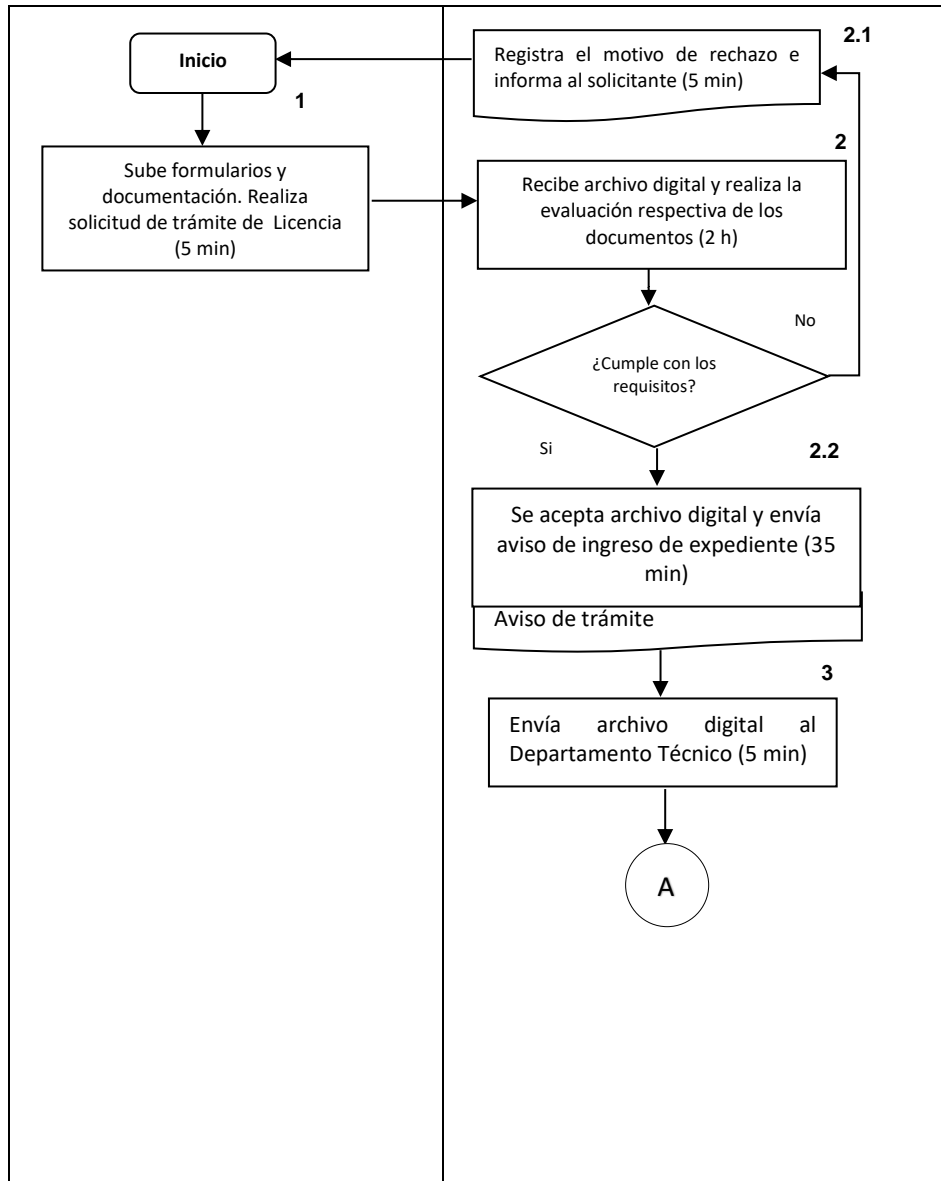 Inicio
1
Sube formularios y
documentación. Realiza
solicitud de trámite de Licencia
(5 min)
2.1
Registra el motivo de rechazo e
informa al solicitante (5 min)
2
Recibe archivo digital y realiza la
evaluación respectiva de los
documentos (2 h)
No
¿Cumple con los
requisitos?
Si
2.2
Se acepta archivo digital y envía
aviso de ingreso de expediente (35
min)
Aviso de trámite
3
Envía archivo digital al
Departamento Técnico (5 min)
A